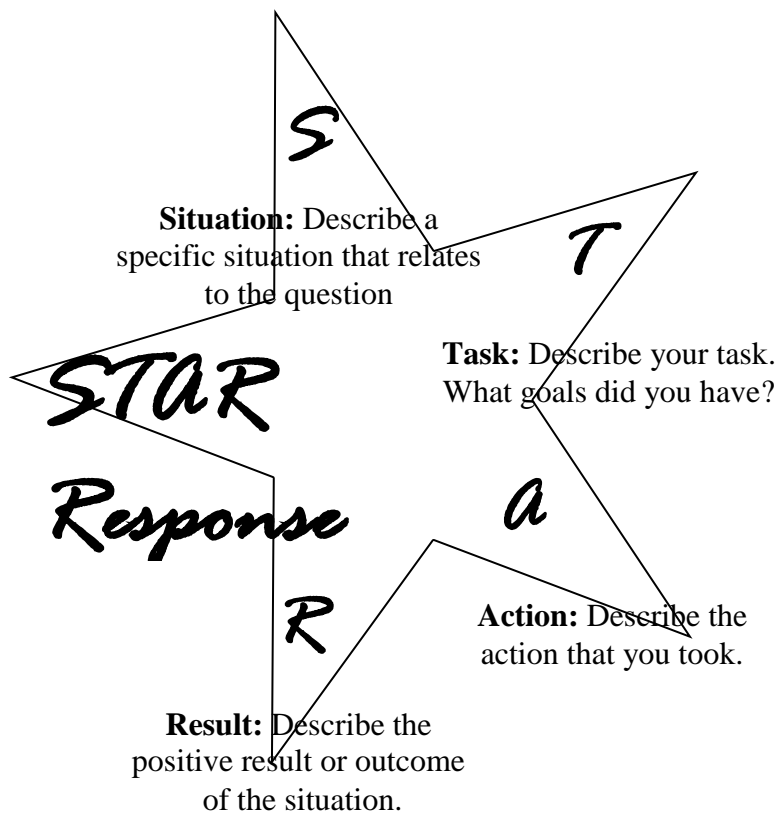 S
Situation: Describe a
specific situation that relates
to the question
T
Task: Describe your task.
What goals did you have?
STAR
Response
A
Action: Describe the
action that you took.
R
Result: Describe the
positive result or outcome
of the situation.